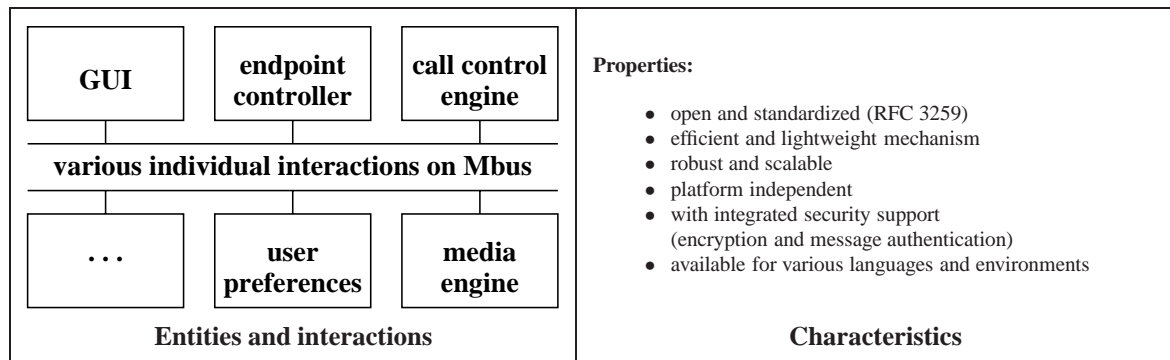 GUI
endpoint
controller
call control
engine
various individual interactions on Mbus
. . .
user
preferences
media
engine
Entities and interactions
Properties:
• open and standardized (RFC 3259)
• efficient and lightweight mechanism
• robust and scalable
• platform independent
• with integrated security support
(encryption and message authentication)
• available for various languages and environments
Characteristics